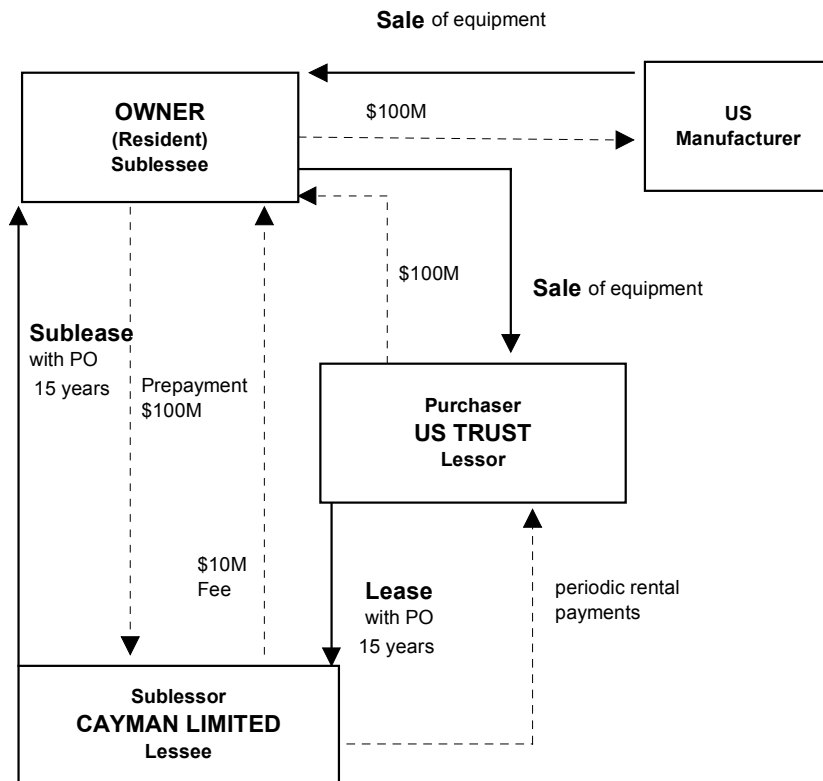 Sale of equipment
OWNER
(Resident)
Sublessee
$100M
US
Manufacturer
$100M
Sale of equipment
Sublease
with PO
15 years
Prepayment
$100M
Purchaser
US TRUST
Lessor
$10M
Fee
Lease
with PO
15 years
periodic rental
payments
Sublessor
CAYMAN LIMITED
Lessee